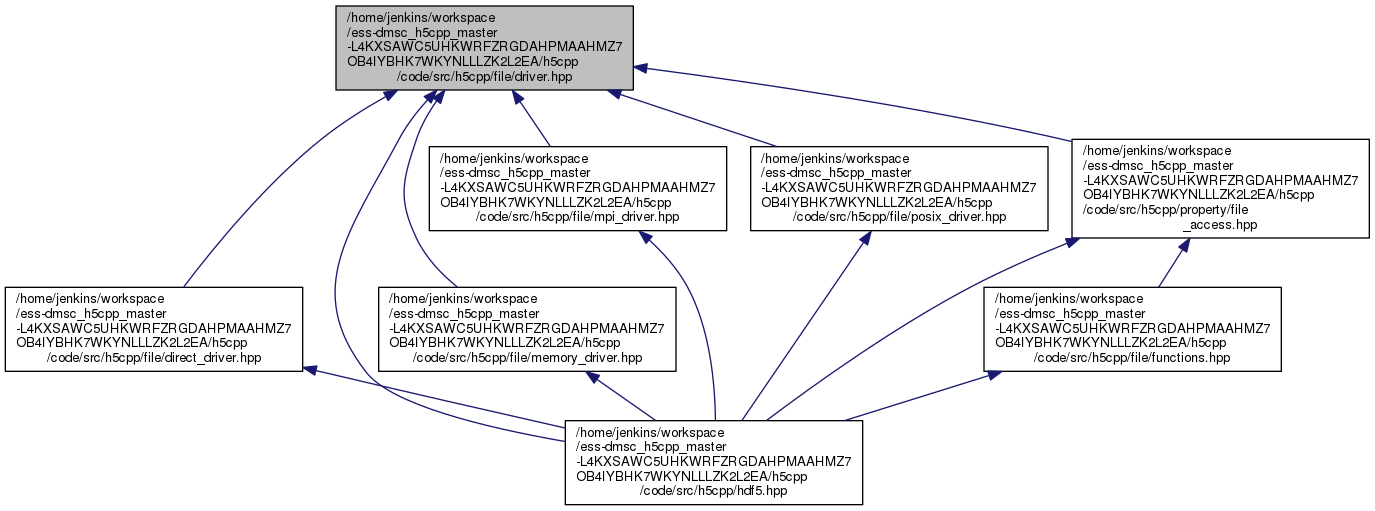 /home/jenkins/workspace
/ess-dmsc_h5cpp_master
-L4KXSAWC5UHKWRFZRGDAHPMAAHMZ7
OB4IYBHK7WKYNLLLZK2L2EA/h5cpp
/code/src/h5cpp/file/driver.hpp
/home/jenkins/workspace
/ess-dmsc_h5cpp_master
-L4KXSAWC5UHKWRFZRGDAHPMAAHMZ7
OB4IYBHK7WKYNLLLZK2L2EA/h5cpp
/code/src/h5cpp/file/mpi_driver.hpp
/home/jenkins/workspace
/ess-dmsc_h5cpp_master
-L4KXSAWC5UHKWRFZRGDAHPMAAHMZ7
OB4IYBHK7WKYNLLLZK2L2EA/h5cpp
/code/src/h5cpp/file/posix_driver.hpp
/home/jenkins/workspace
/ess-dmsc_h5cpp_master
-L4KXSAWC5UHKWRFZRGDAHPMAAHMZ7
OB4IYBHK7WKYNLLLZK2L2EA/h5cpp
/code/src/h5cpp/property/file
_access.hpp
/home/jenkins/workspace
/ess-dmsc_h5cpp_master
-L4KXSAWC5UHKWRFZRGDAHPMAAHMZ7
OB4IYBHK7WKYNLLLZK2L2EA/h5cpp
/code/src/h5cpp/file/direct_driver.hpp
/home/jenkins/workspace
/ess-dmsc_h5cpp_master
-L4KXSAWC5UHKWRFZRGDAHPMAAHMZ7
OB4IYBHK7WKYNLLLZK2L2EA/h5cpp
/code/src/h5cpp/file/memory_driver.hpp
/home/jenkins/workspace
/ess-dmsc_h5cpp_master
-L4KXSAWC5UHKWRFZRGDAHPMAAHMZ7
OB4IYBHK7WKYNLLLZK2L2EA/h5cpp
/code/src/h5cpp/file/functions.hpp
/home/jenkins/workspace
/ess-dmsc_h5cpp_master
-L4KXSAWC5UHKWRFZRGDAHPMAAHMZ7
OB4IYBHK7WKYNLLLZK2L2EA/h5cpp
/code/src/h5cpp/hdf5.hpp